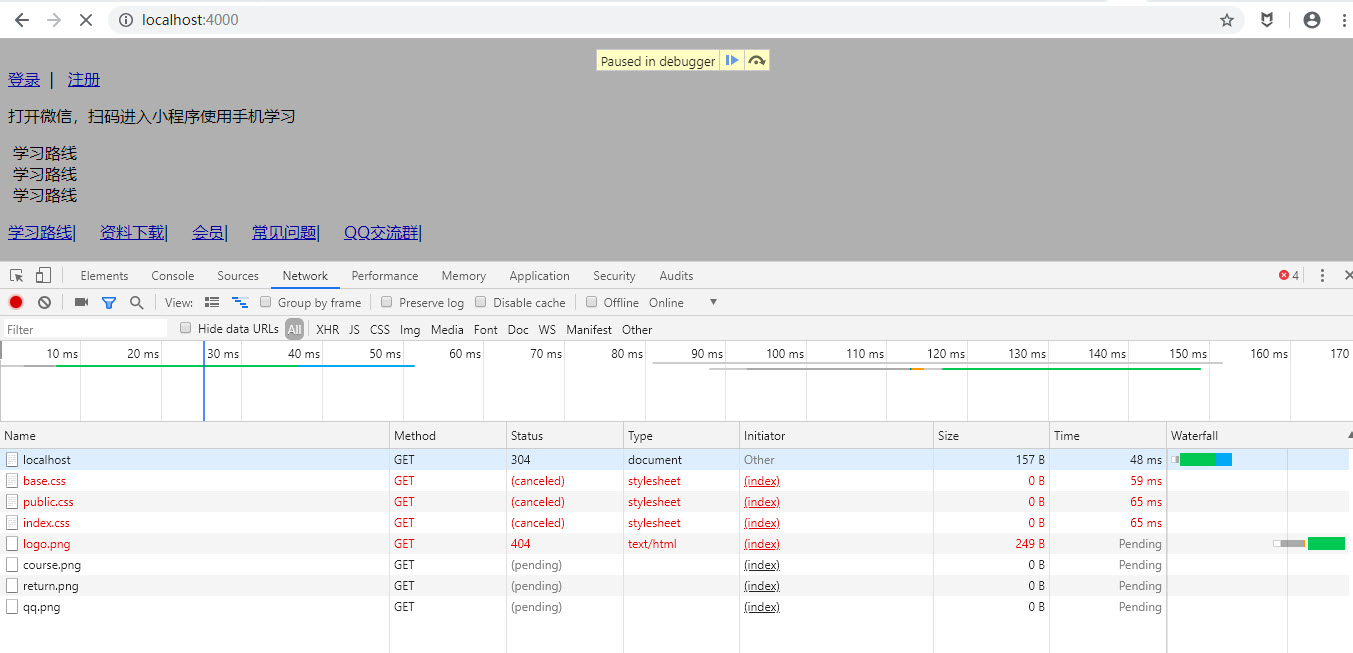 localhost:4000
Paused in debugger
登录 | 注册
打开微信，扫码进入小程序使用手机学习
学习路线
学习路线
学习路线
学习路线| 资料下载| 会员| 常见问题| QQ交流群|
Elements Console Sources Network Performance Memory Application Security Audits 4
View: Group by frame Preserve log Disable cache Offline Online
Filter Hide data URLs All XHR JS CSS Img Media Font Doc WS Manifest Other
10 ms 20 ms 30 ms 40 ms 50 ms 60 ms 70 ms 80 ms 90 ms 100 ms 110 ms 120 ms 130 ms 140 ms 150 ms 160 ms 170
Name Method Status Type Initiator Size Time Waterfall
localhost GET 304 document Other 157 B 48 ms
base.css GET (canceled) stylesheet (index) 0 B 59 ms
public.css GET (canceled) stylesheet (index) 0 B 65 ms
index.css GET (canceled) stylesheet (index) 0 B 65 ms
logo.png GET 404 text/html (index) 249 B Pending
course.png GET (pending) (index) 0 B Pending
return.png GET (pending) (index) 0 B Pending
qq.png GET (pending) (index) 0 B Pending